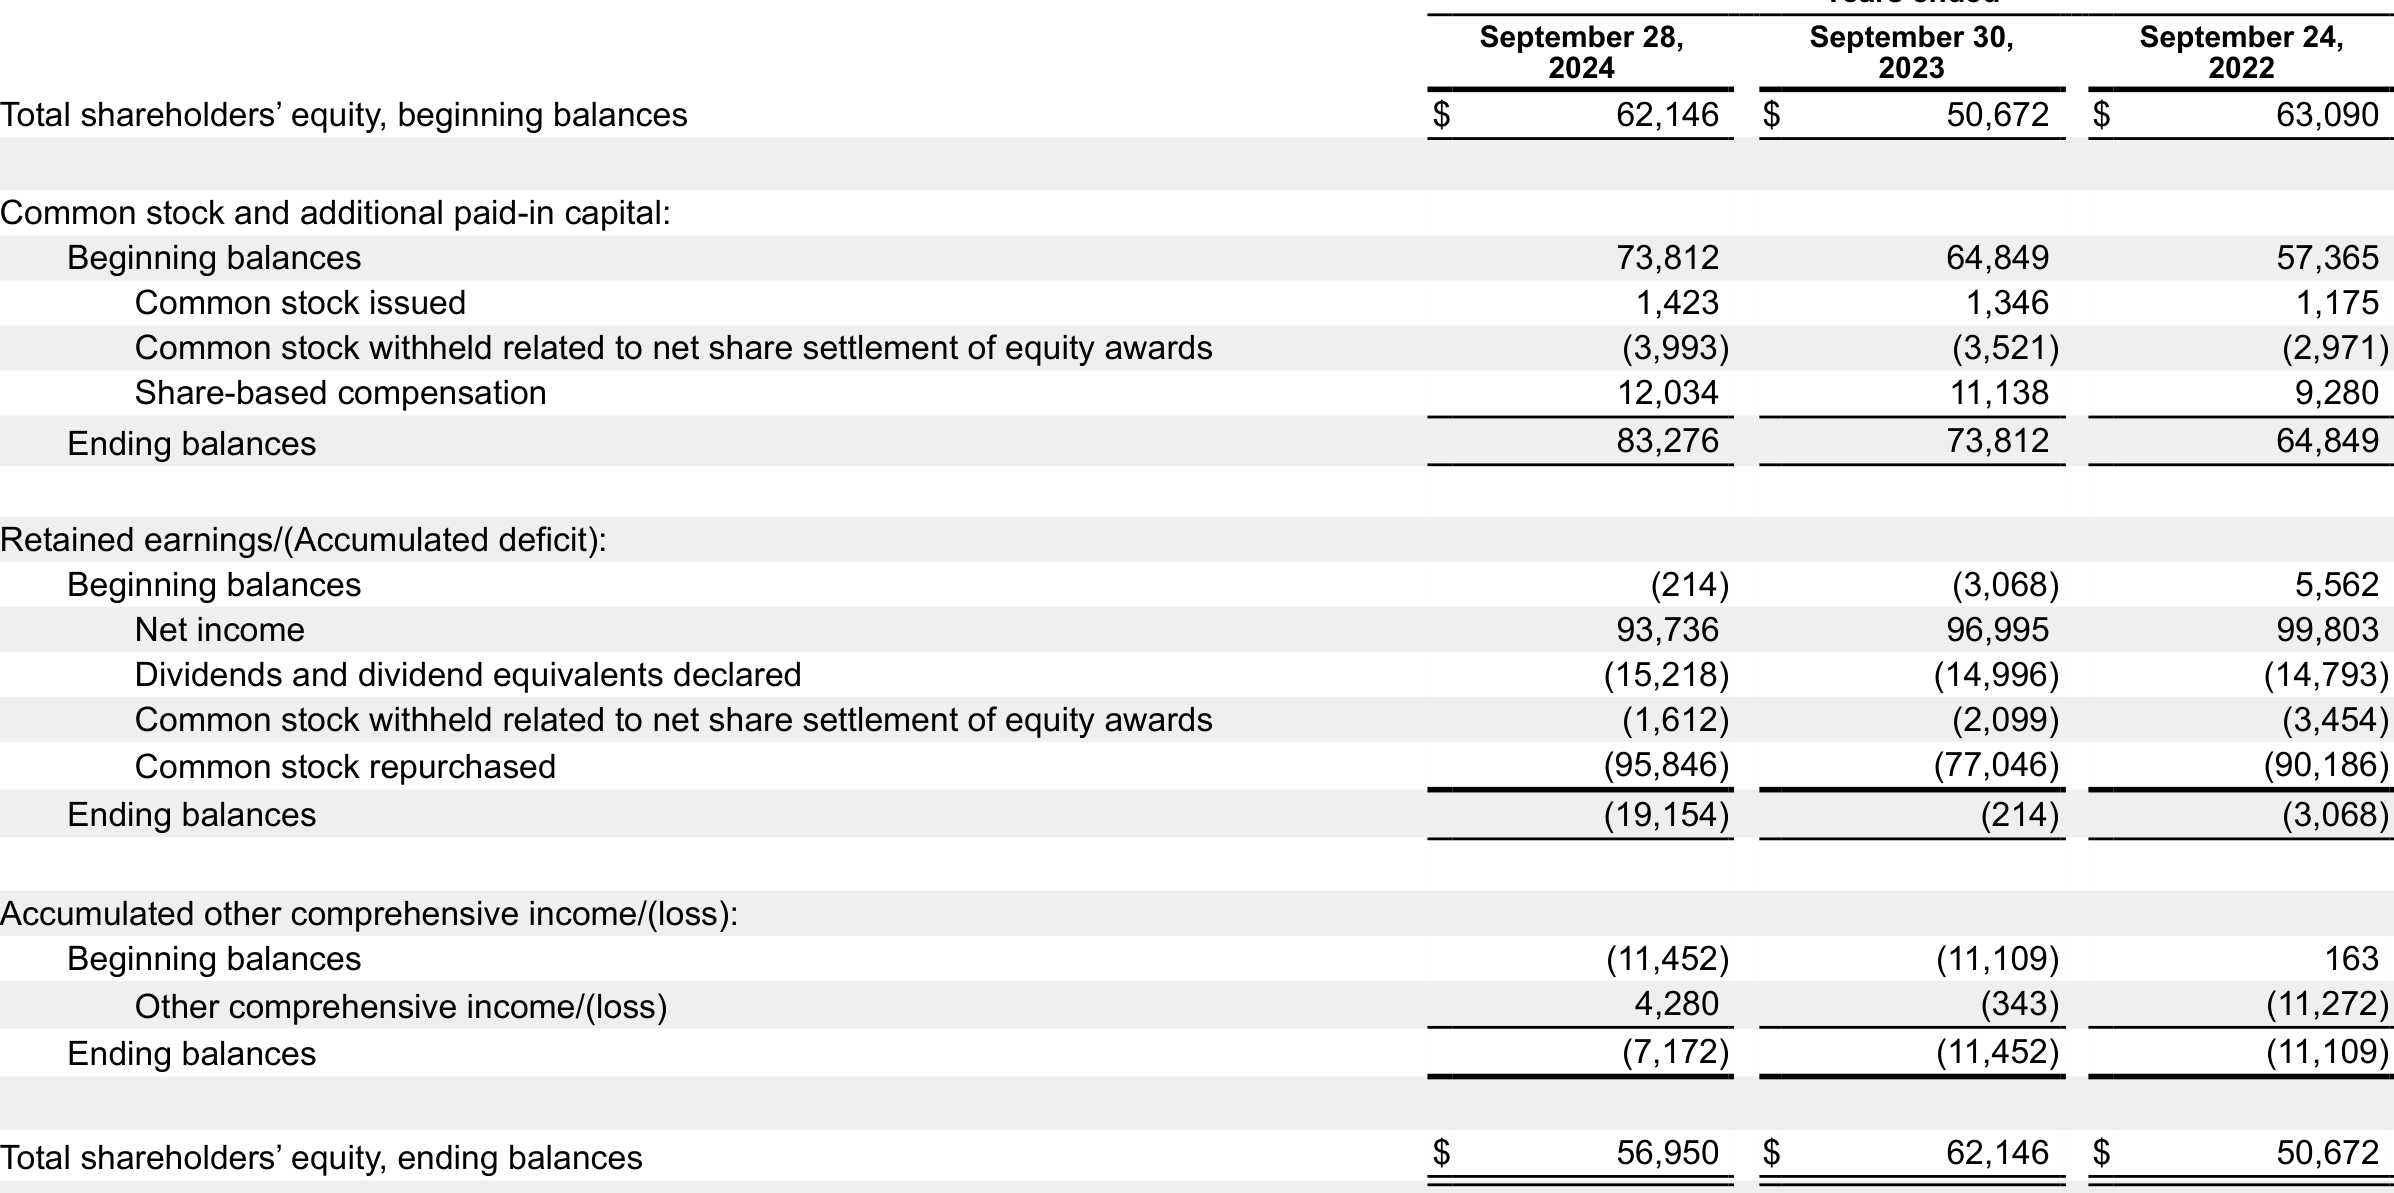 September 28, 2024 September 30, 2023 September 24, 2022
Total shareholders’ equity, beginning balances $ 62,146 $ 50,672 $ 63,090
Common stock and additional paid-in capital:
Beginning balances 73,812 64,849 57,365
Common stock issued 1,423 1,346 1,175
Common stock withheld related to net share settlement of equity awards (3,993) (3,521) (2,971)
Share-based compensation 12,034 11,138 9,280
Ending balances 83,276 73,812 64,849
Retained earnings/(Accumulated deficit):
Beginning balances (214) (3,068) 5,562
Net income 93,736 96,995 99,803
Dividends and dividend equivalents declared (15,218) (14,996) (14,793)
Common stock withheld related to net share settlement of equity awards (1,612) (2,099) (3,454)
Common stock repurchased (95,846) (77,046) (90,186)
Ending balances (19,154) (214) (3,068)
Accumulated other comprehensive income/(loss):
Beginning balances (11,452) (11,109) 163
Other comprehensive income/(loss) 4,280 (343) (11,272)
Ending balances (7,172) (11,452) (11,109)
Total shareholders’ equity, ending balances $ 56,950 $ 62,146 $ 50,672